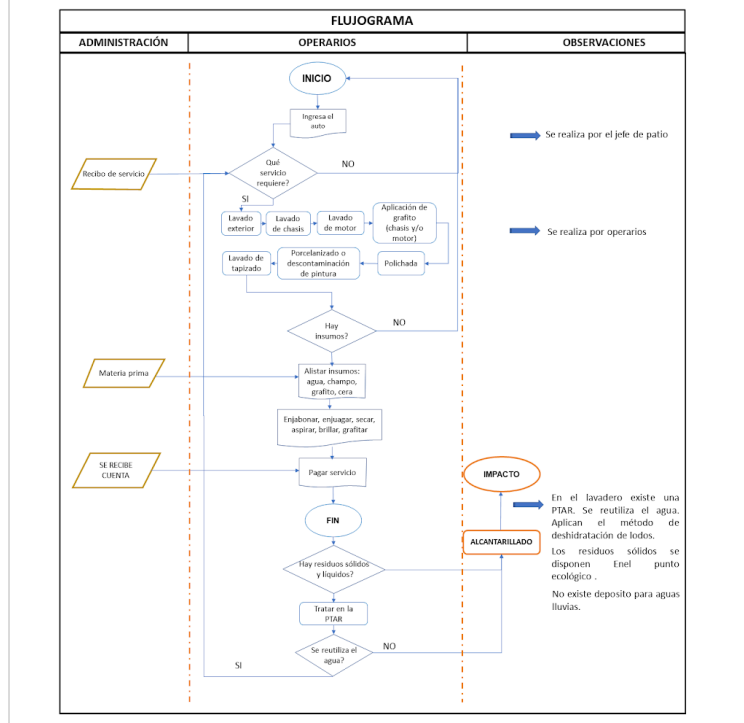 FLUJOGRAMA
ADMINISTRACIÓN
OPERARIOS
OBSERVACIONES
INICIO
Ingresa el
auto
Se realiza por el jefe de patio
Recibo de servicio
Qué
servicio
requiere?
NO
SI
Lavado
exterior
Lavado
de chasis
Lavado
de motor
Aplicación de
grafito
(chasis y/o
motor)
Se realiza por operarios
Lavado de
tapizado
Porcelanizado o
descontaminación
de pintura
Polichada
Hay
insumos?
NO
Materia prima
Alistar insumos:
agua, champo,
grafito, cera
Enjabonar, enjuagar, secar,
aspirar, brillar, grafitar
SE RECIBE
CUENTA
Pagar servicio
IMPACTO
FIN
ALCANTARILLADO
En el lavadero existe una
PTAR. Se reutiliza el agua.
Aplican el método de
deshidratación de lodos.
Los residuos sólidos se
disponen Enel punto
ecológico .
No existe deposito para aguas
lluvias.
Hay residuos sólidos
y líquidos?
Tratar en la
PTAR
Se reutiliza el
agua?
NO
SI